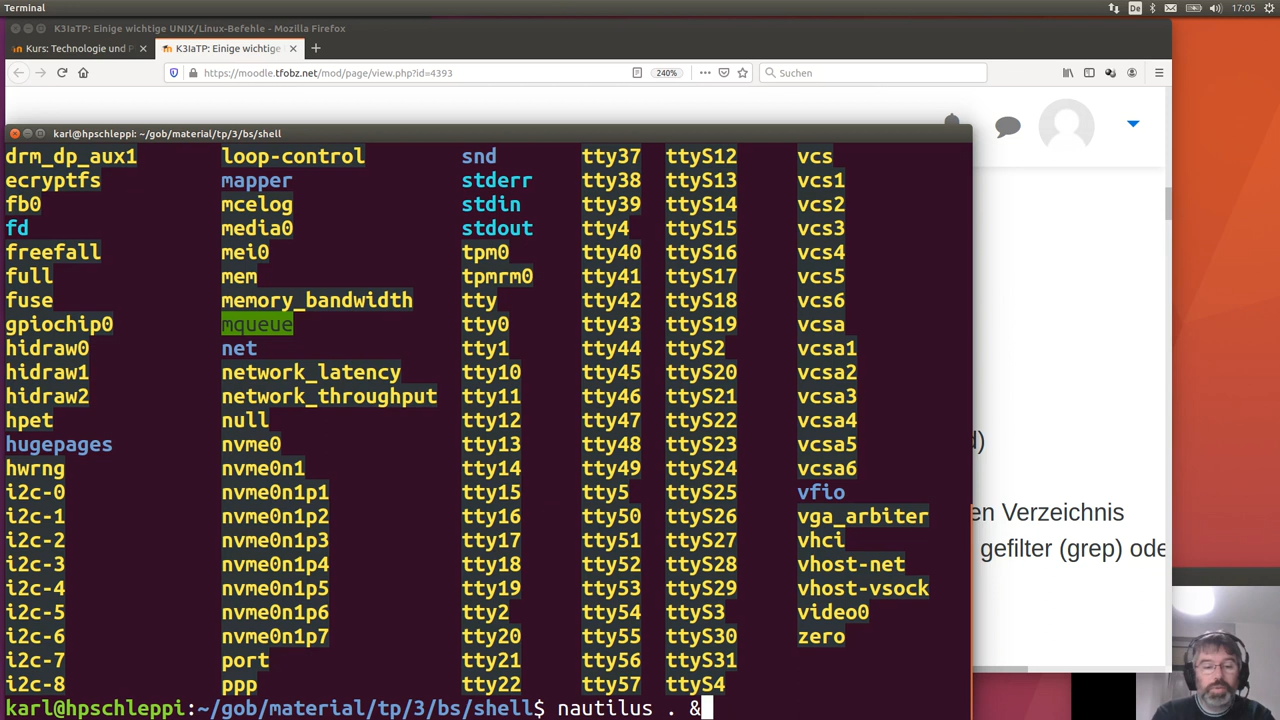 Terminal
De
17:05
K3IaTP: Einige wichtige UNIX/Linux-Befehle - Mozilla Firefox
Kurs: Technologie und P
K3IaTP: Einige wichtige
https://moodle.tfobz.net/mod/page/view.php?id=4393
240%
Suchen
karl@hpschleppi: ~/gob/material/tp/3/bs/shell
drm_dp_aux1 loop-control snd tty37 ttyS12 vcs
ecryptfs mapper stderr tty38 ttyS13 vcs1
fb0 mcelog stdin tty39 ttyS14 vcs2
fd media0 stdout tty4 ttyS15 vcs3
freefall mei0 tpm0 tty40 ttyS16 vcs4
full mem tpmrm0 tty41 ttyS17 vcs5
fuse memory_bandwidth tty tty42 ttyS18 vcs6
gpiochip0 mqueue tty0 tty43 ttyS19 vcsa
hidraw0 net tty1 tty44 ttyS2 vcsa1
hidraw1 network_latency tty10 tty45 ttyS20 vcsa2
hidraw2 network_throughput tty11 tty46 ttyS21 vcsa3
hpet null tty12 tty47 ttyS22 vcsa4
hugepages nvme0 tty13 tty48 ttyS23 vcsa5
hwrng nvme0n1 tty14 tty49 ttyS24 vcsa6
i2c-0 nvme0n1p1 tty15 tty5 ttyS25 vfio
i2c-1 nvme0n1p2 tty16 tty50 ttyS26 vga_arbiter
i2c-2 nvme0n1p3 tty17 tty51 ttyS27 vhci
i2c-3 nvme0n1p4 tty18 tty52 ttyS28 vhost-net
i2c-4 nvme0n1p5 tty19 tty53 ttyS29 vhost-vsock
i2c-5 nvme0n1p6 tty2 tty54 ttyS3 video0
i2c-6 nvme0n1p7 tty20 tty55 ttyS30 zero
i2c-7 port tty21 tty56 ttyS31
i2c-8 ppp tty22 tty57 ttyS4
karl@hpschleppi:~/gob/material/tp/3/bs/shell$ nautilus . &
d)
en Verzeichnis
gefilter (grep) ode